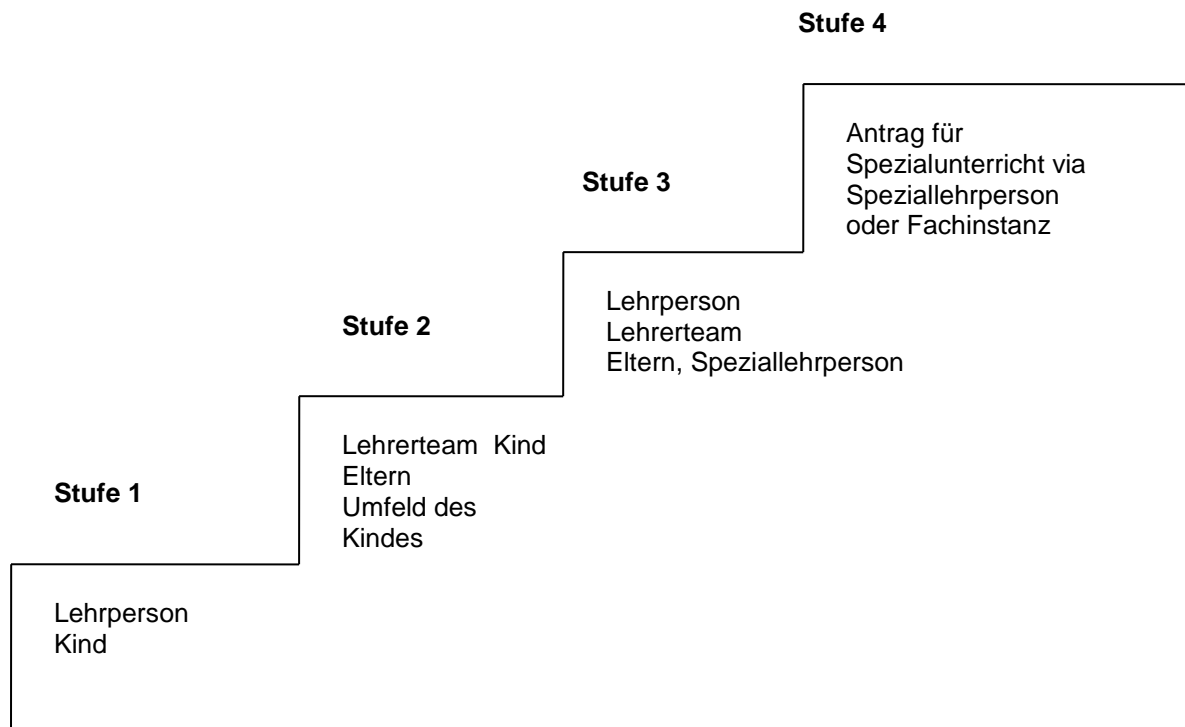 Stufe 4
Antrag für
Spezialunterricht via
Speziallehrperson
oder Fachinstanz
Stufe 3
Lehrperson
Lehrerteam
Eltern, Speziallehrperson
Stufe 2
Lehrerteam  Kind
Eltern
Umfeld des
Kindes
Stufe 1
Lehrperson
Kind